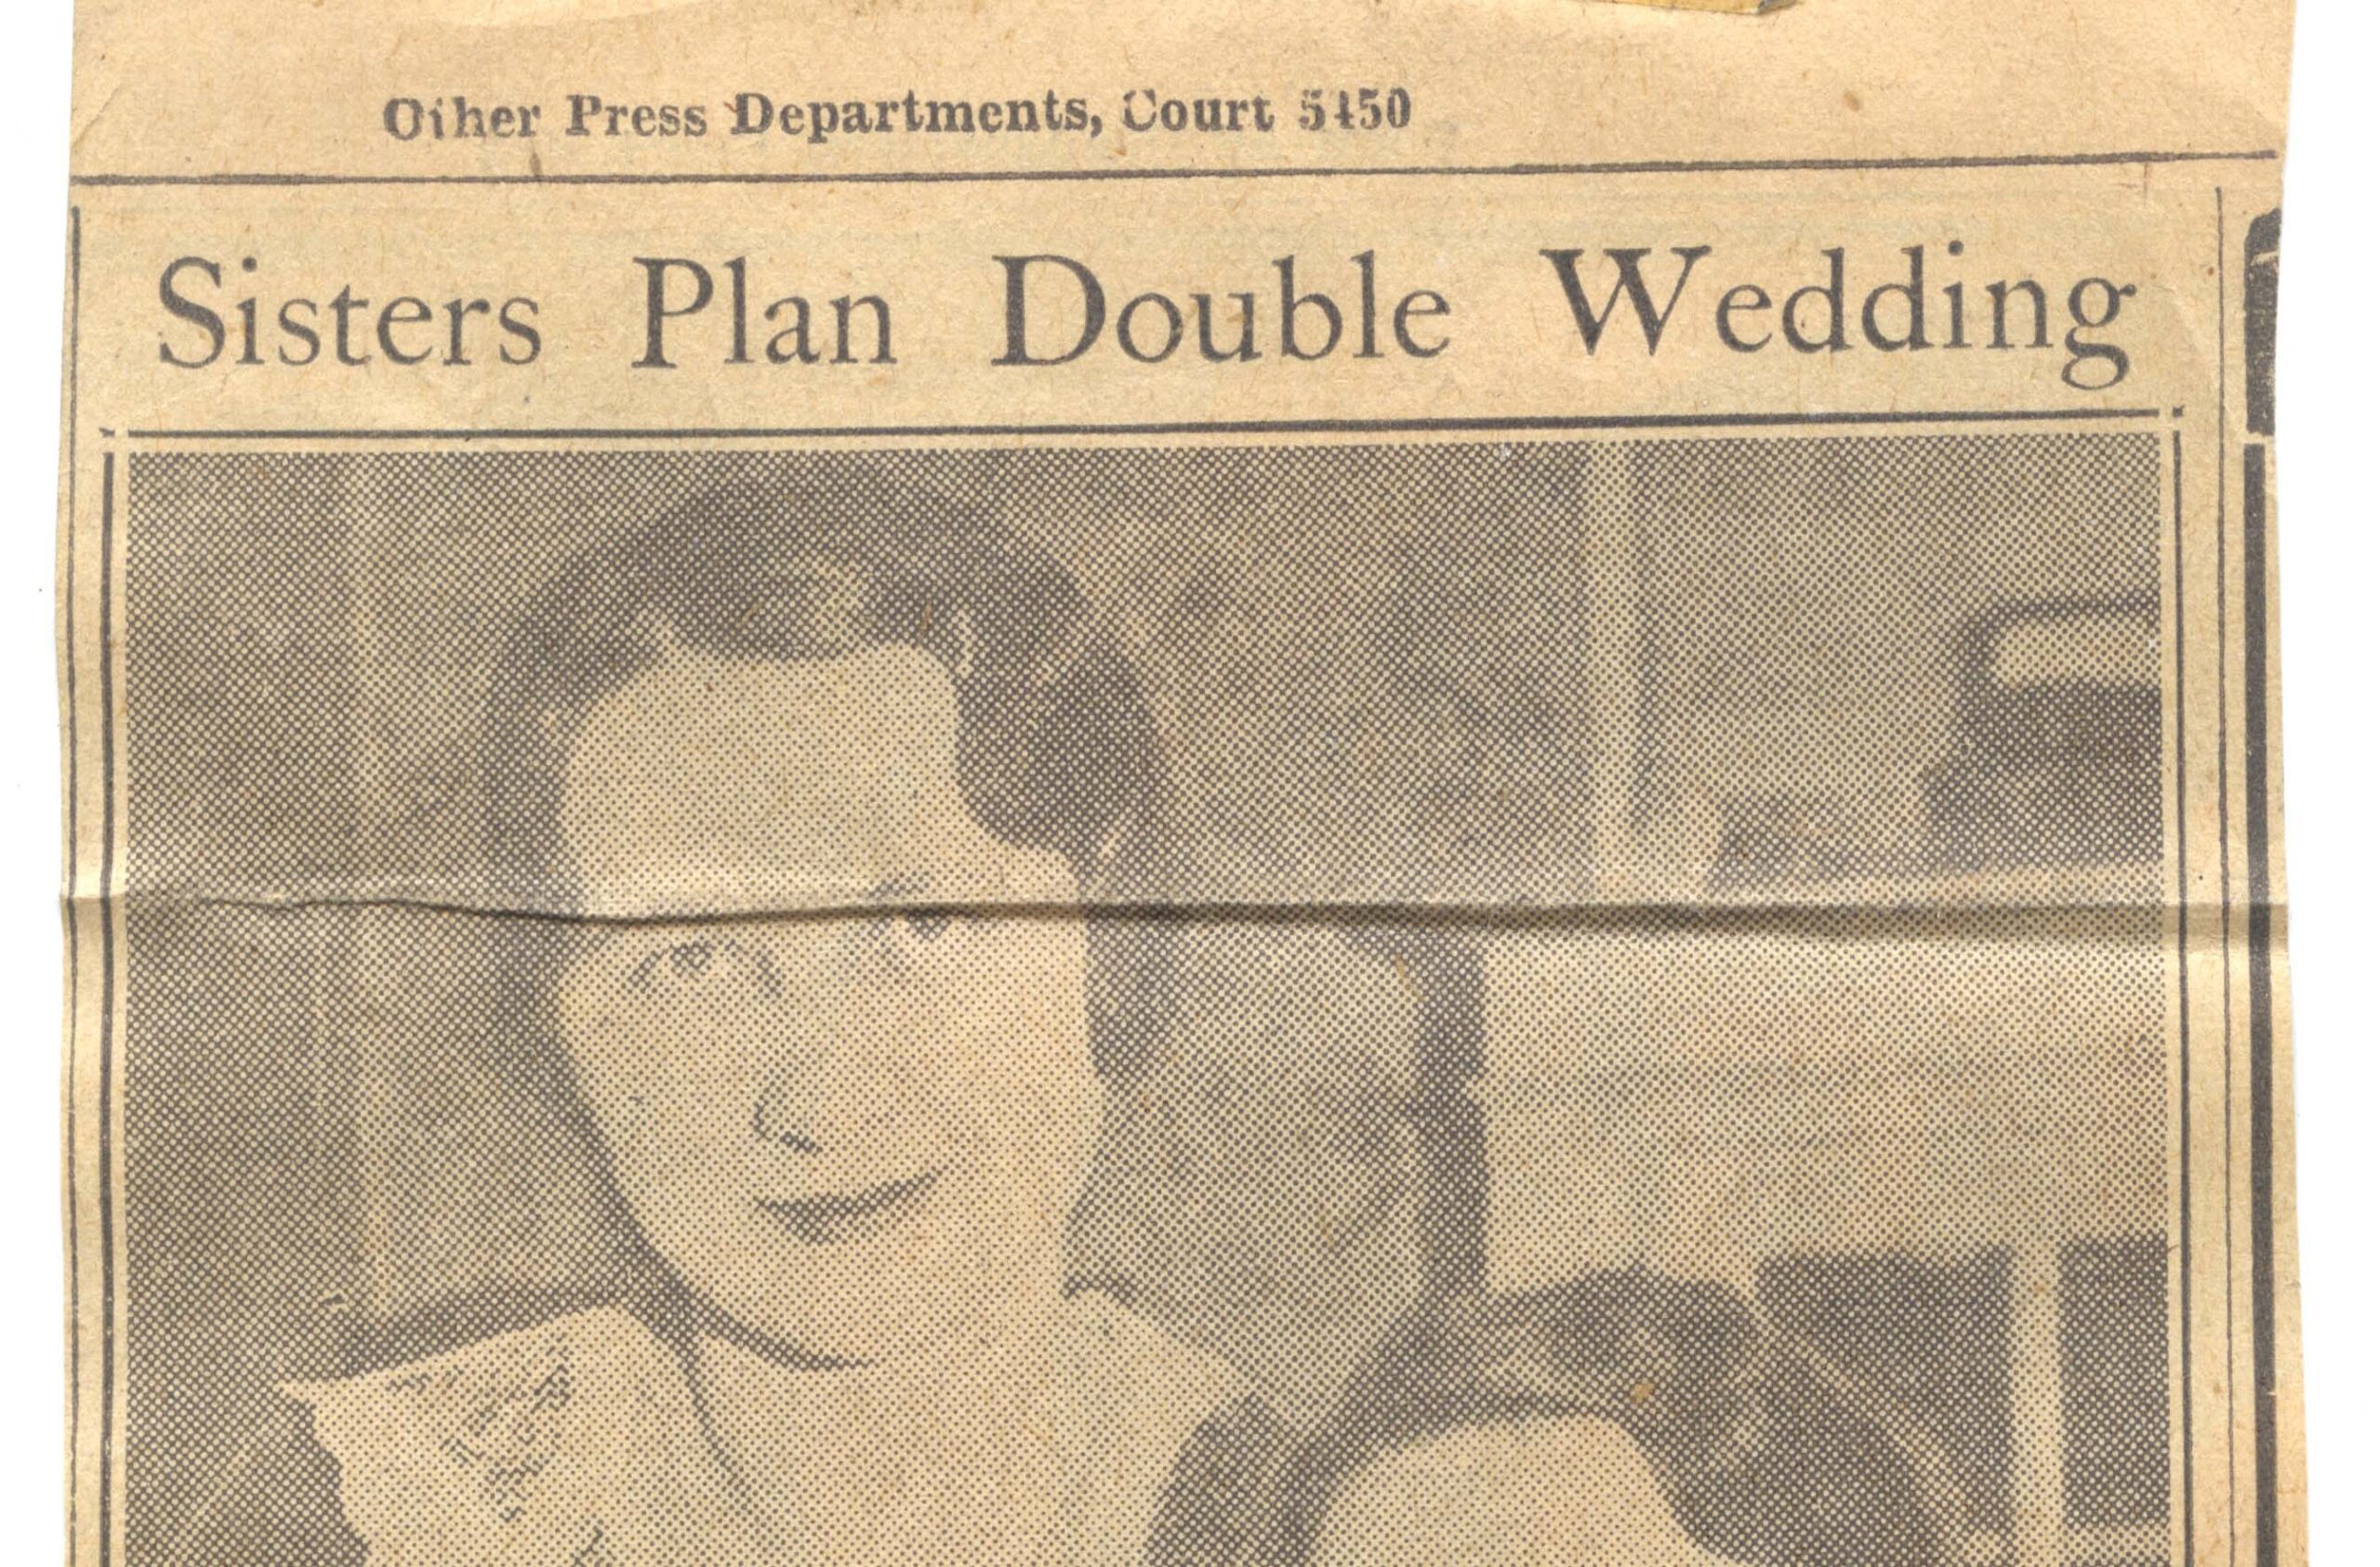 Other Press Departments, Court 5450
Sisters Plan Double Wedding